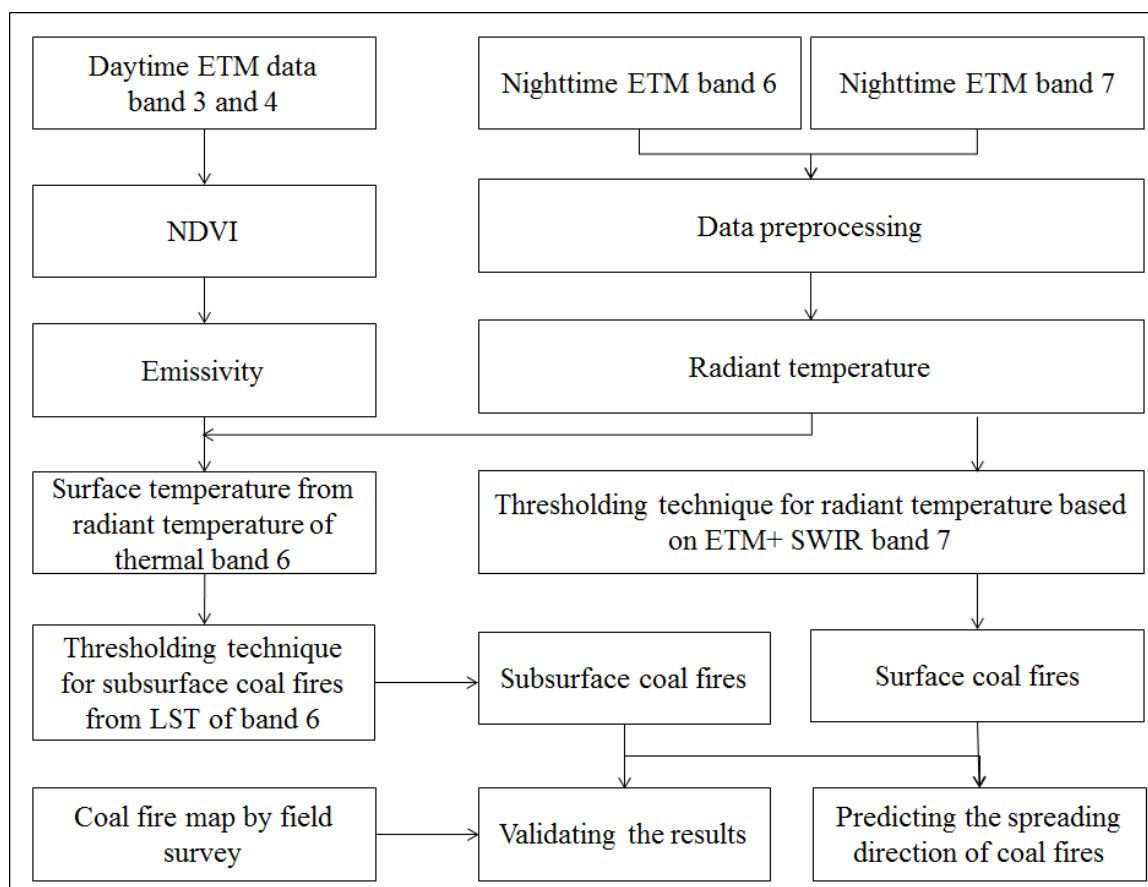 Daytime ETM data
band 3 and 4
Nighttime ETM band 6
Nighttime ETM band 7
NDVI
Data preprocessing
Emissivity
Radiant temperature
Surface temperature from
radiant temperature of
thermal band 6
Thresholding technique for radiant temperature based
on ETM+ SWIR band 7
Thresholding technique
for subsurface coal fires
from LST of band 6
Subsurface coal fires
Surface coal fires
Coal fire map by field
survey
Validating the results
Predicting the spreading
direction of coal fires